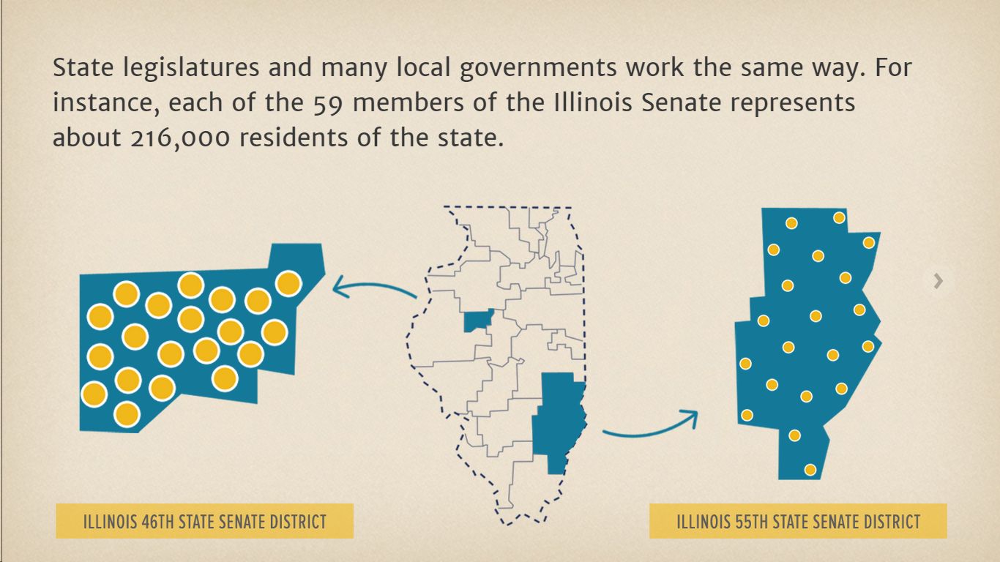 State legislatures and many local governments work the same way. For
instance, each of the 59 members of the Illinois Senate represents
about 216,000 residents of the state.
ILLINOIS 46TH STATE SENATE DISTRICT
ILLINOIS 55TH STATE SENATE DISTRICT